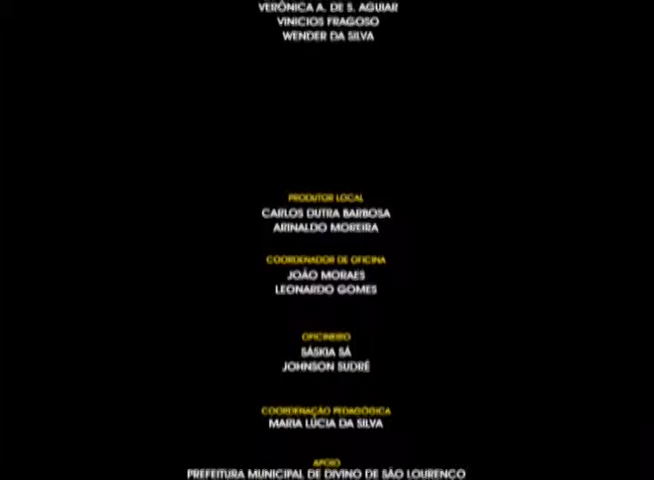 VERÔNICA A. DE S. AGUIAR
VINICIOS FRAGOSO
WENDER DA SILVA
PRODUTOR LOCAL
CARLOS DUTRA BARBOSA
ARINALDO MOREIRA
COORDENADOR DE OFICINA
JOÃO MORAES
LEONARDO GOMES
OFICINEIRO
SÁSKIA SÁ
JOHNSON SUDRÉ
COORDENAÇÃO PEDAGÓGICA
MARIA LÚCIA DA SILVA
APOIO
PREFEITURA MUNICIPAL DE DIVINO DE SÃO LOURENÇO